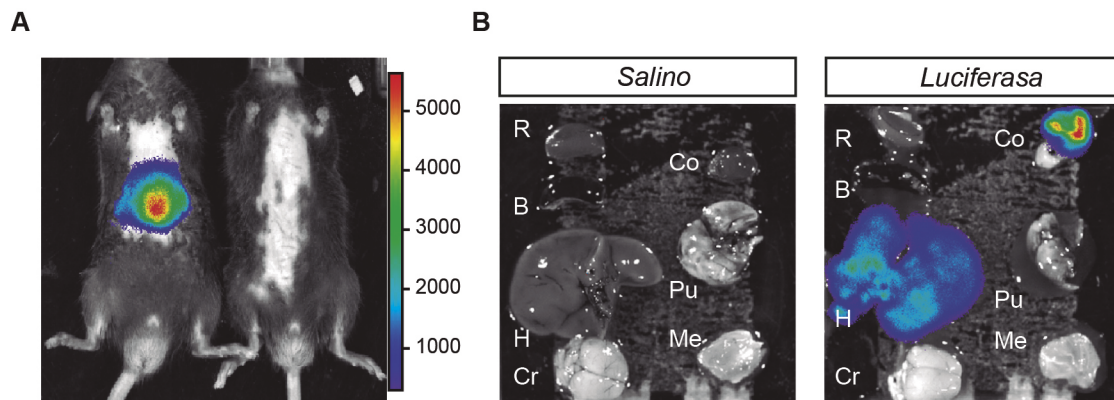 A
B
5000
4000
3000
2000
1000
Salino
R
Co
B
Pu
H
Me
Cr
Luciferasa
R
Co
B
Pu
H
Me
Cr